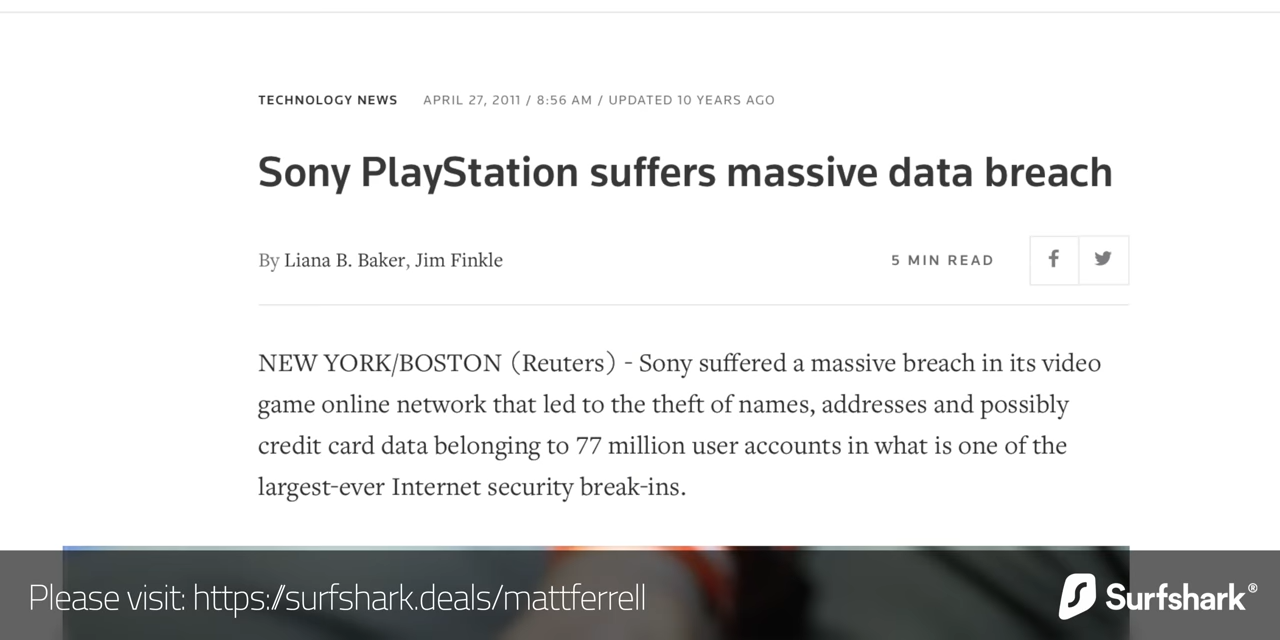 TECHNOLOGY NEWS APRIL 27, 2011 / 8:56 AM / UPDATED 10 YEARS AGO
Sony PlayStation suffers massive data breach
By Liana B. Baker, Jim Finkle 5 MIN READ
NEW YORK/BOSTON (Reuters) - Sony suffered a massive breach in its video
game online network that led to the theft of names, addresses and possibly
credit card data belonging to 77 million user accounts in what is one of the
largest-ever Internet security break-ins.
Please visit: https://surfshark.deals/mattferrell Surfshark®